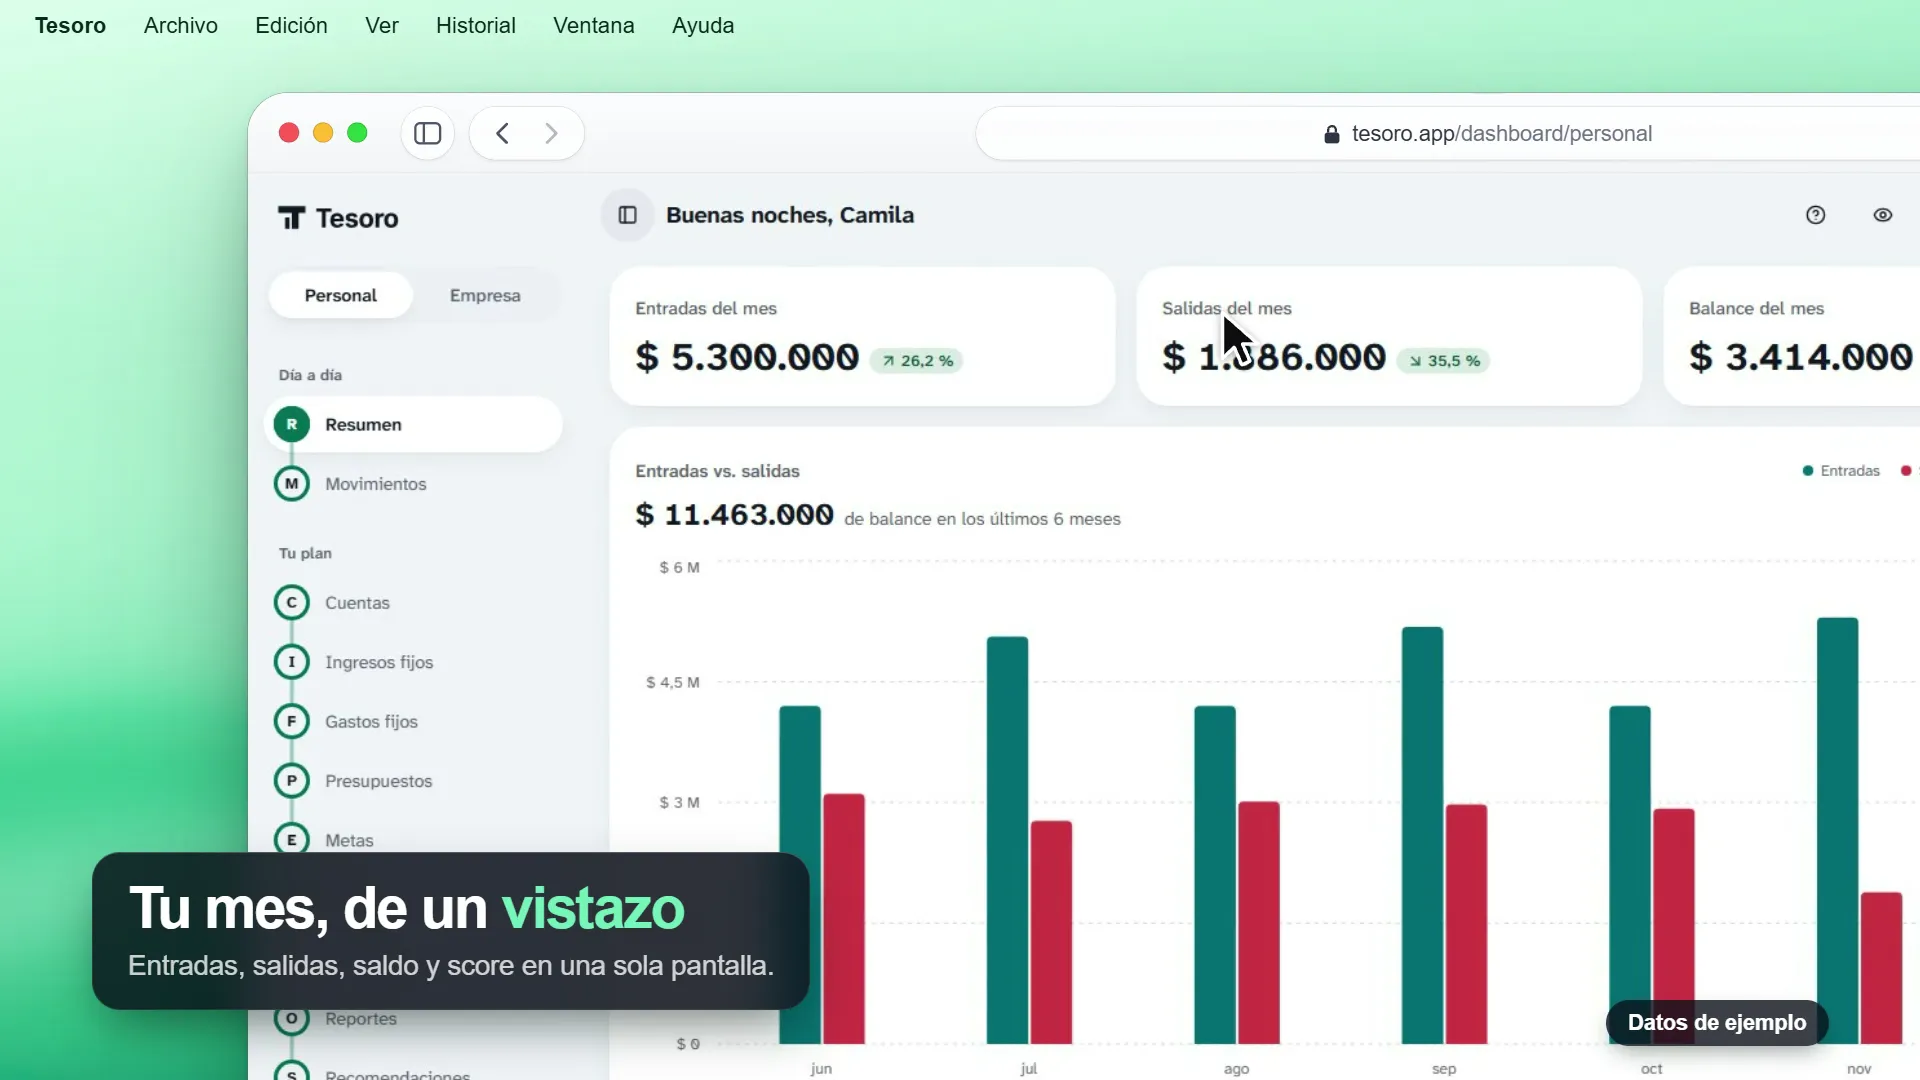 Tesoro Archivo Edición Ver Historial Ventana Ayuda
tesoro.app/dashboard/personal
Tesoro
Buenas noches, Camila
Personal Empresa
Día a día
R Resumen
M Movimientos
Tu plan
C Cuentas
I Ingresos fijos
F Gastos fijos
P Presupuestos
E Metas
O Reportes
S Recomendaciones
Entradas del mes
$ 5.300.000 26,2 %
Salidas del mes
$ 1.886.000 35,5 %
Balance del mes
$ 3.414.000
Entradas vs. salidas
Entradas
$ 11.463.000 de balance en los últimos 6 meses
$ 6 M
$ 4,5 M
$ 3 M
$ 0
jun jul ago sep oct nov
Tu mes, de un vistazo
Entradas, salidas, saldo y score en una sola pantalla.
Datos de ejemplo